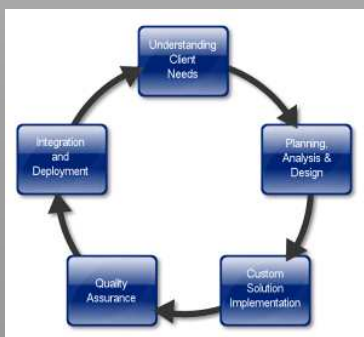 Understanding
Client
Needs
Planning,
Analysis &
Design
Custom
Solution
Implementation
Quality
Assurance
Integration
and
Deployment